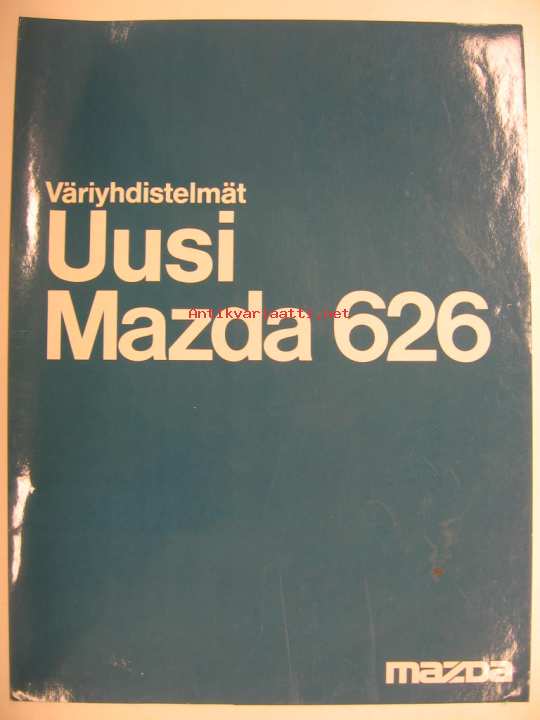 Väriyhdistelmät
Uusi
Antikvariaatti.net
Mazda 626
mazda